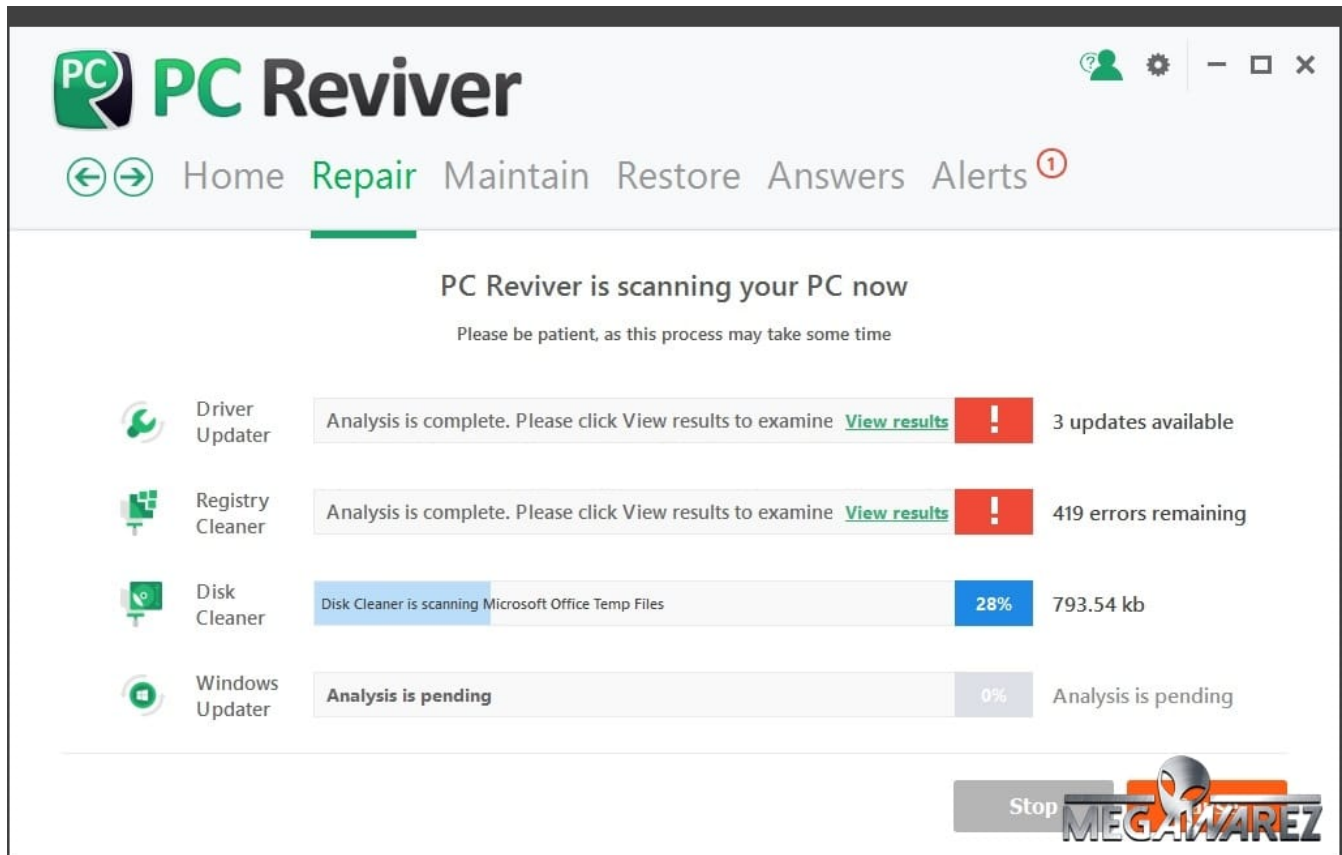 PC
PC Reviver
?
Home Repair Maintain Restore Answers Alerts 1
PC Reviver is scanning your PC now
Please be patient, as this process may take some time
Driver
Updater
Analysis is complete. Please click View results to examine View results ! 3 updates available
Registry
Cleaner
Analysis is complete. Please click View results to examine View results ! 419 errors remaining
Disk
Cleaner
Disk Cleaner is scanning Microsoft Office Temp Files 28% 793.54 kb
Windows
Updater
Analysis is pending 0% Analysis is pending
Stop
MEGAWAREZ